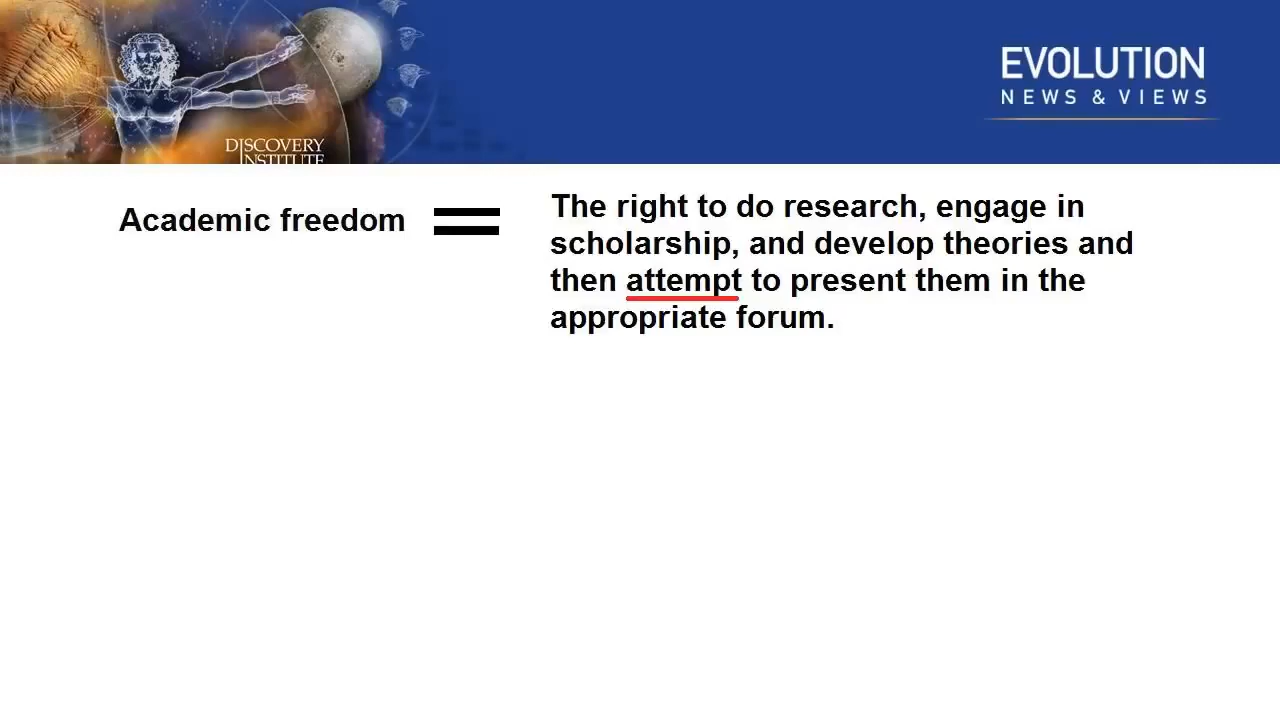 EVOLUTION
NEWS & VIEWS
DISCOVERY
INSTITUTE
Academic freedom =
The right to do research, engage in
scholarship, and develop theories and
then attempt to present them in the
appropriate forum.